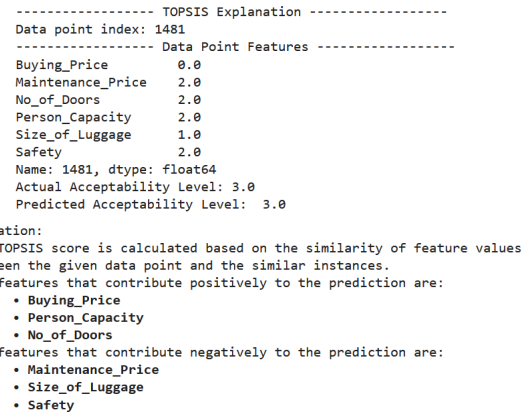 ----------------- TOPSIS Explanation -----------------
Data point index: 1481
----------------- Data Point Features -----------------
Buying_Price 0.0
Maintenance_Price 2.0
No_of_Doors 2.0
Person_Capacity 2.0
Size_of_Luggage 1.0
Safety 2.0
Name: 1481, dtype: float64
Actual Acceptability Level: 3.0
Predicted Acceptability Level: 3.0
ation:
TOPSIS score is calculated based on the similarity of feature values
een the given data point and the similar instances.
features that contribute positively to the prediction are:
• Buying_Price
• Person_Capacity
• No_of_Doors
features that contribute negatively to the prediction are:
• Maintenance_Price
• Size_of_Luggage
• Safety